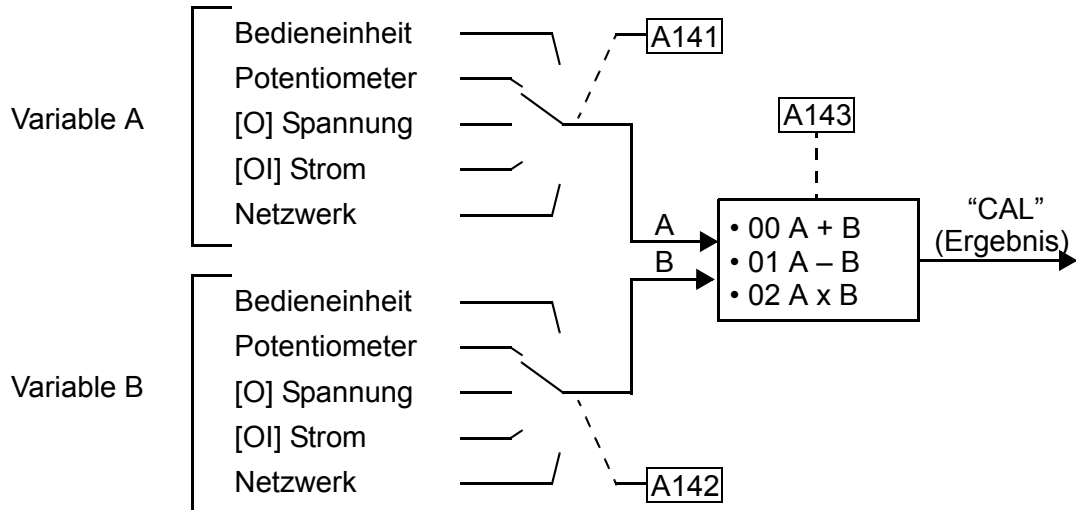 Variable A
Bedieneinheit
Potentiometer
[O] Spannung
[OI] Strom
Netzwerk
A141
A143
A
B
• 00 A + B
• 01 A – B
• 02 A x B
“CAL”
(Ergebnis)
Variable B
Bedieneinheit
Potentiometer
[O] Spannung
[OI] Strom
Netzwerk
A142